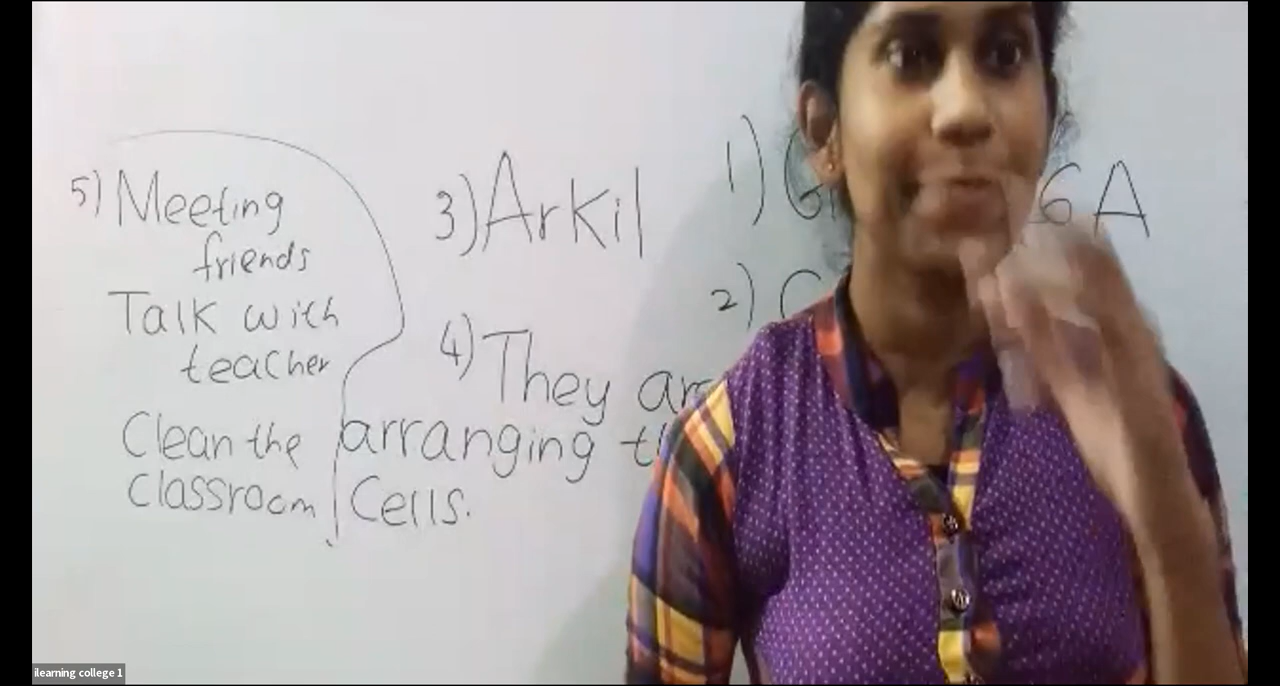 5) Meeting
friends
Talk with
teacher
Clean the
classroom
3) Arkil
4) They
arranging
Cells.
1) G 6A
2)
ilearning college 1